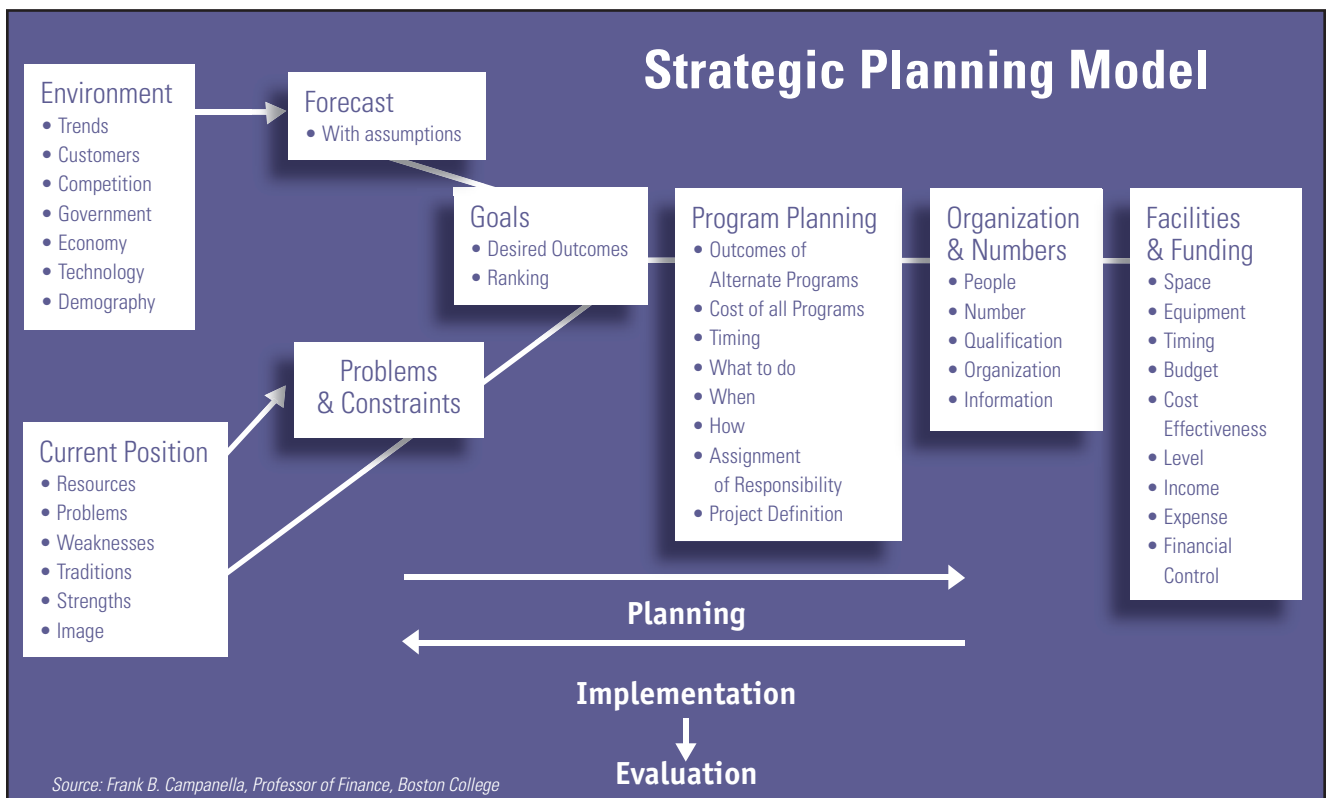 Strategic Planning Model
Environment
• Trends
• Customers
• Competition
• Government
• Economy
• Technology
• Demography
Forecast
• With assumptions
Current Position
• Resources
• Problems
• Weaknesses
• Traditions
• Strengths
• Image
Problems
& Constraints
Goals
• Desired Outcomes
• Ranking
Program Planning
• Outcomes of
Alternate Programs
• Cost of all Programs
• Timing
• What to do
• When
• How
• Assignment
of Responsibility
• Project Definition
Organization
& Numbers
• People
• Number
• Qualification
• Organization
• Information
Facilities
& Funding
• Space
• Equipment
• Timing
• Budget
• Cost
Effectiveness
• Level
• Income
• Expense
• Financial
Control
Planning
Implementation
Evaluation
Source: Frank B. Campanella, Professor of Finance, Boston College